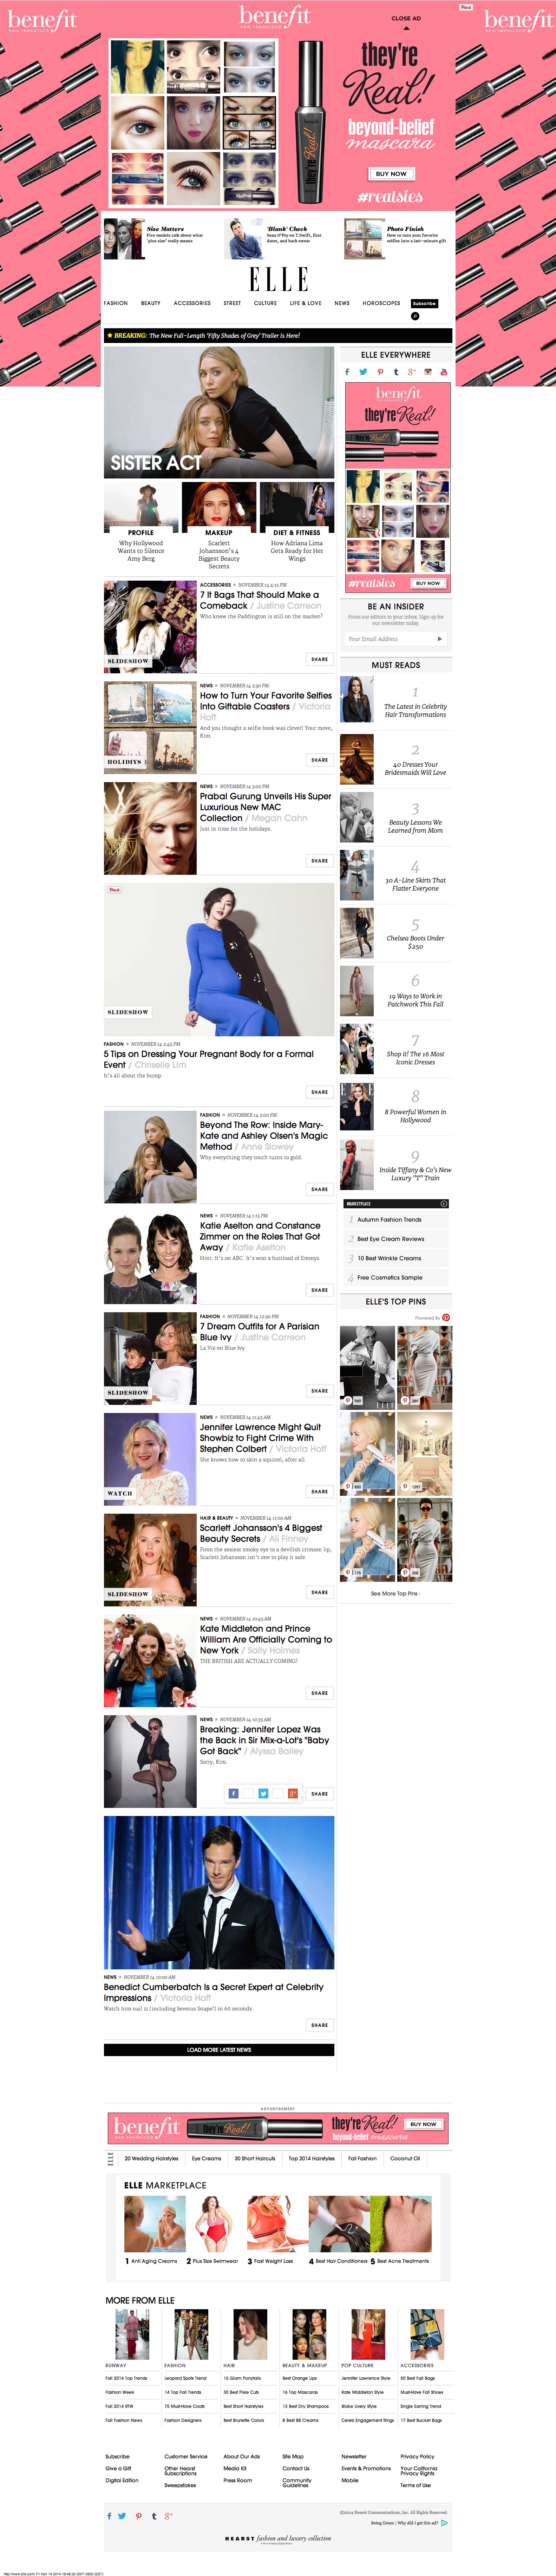 benefit
SAN FRANCISCO
benefit
SAN FRANCISCO
CLOSE AD
Pin it
benefit
SAN FRANCISCO
they're
Real!
beyond-belief
mascara
BUY NOW
#realsies
Size Matters
Five models talk about what
'plus size' really means
'Blank' Check
Sean O'Pry on T.Swift, first
dates, and back sweat
Photo Finish
How to turn your favorite
selfies into a last-minute gift
ELLE
FASHION BEAUTY ACCESSORIES STREET CULTURE LIFE & LOVE NEWS HOROSCOPES Subscribe
BREAKING: The New Full-Length 'Fifty Shades of Grey' Trailer Is Here!
SISTER ACT
PROFILE
Why Hollywood
Wants to Silence
Amy Berg
MAKEUP
Scarlett
Johansson's 4
Biggest Beauty
Secrets
DIET & FITNESS
How Adriana Lima
Gets Ready for Her
Wings
SLIDESHOW
ACCESSORIES NOVEMBER 14 4:15 PM
7 It Bags That Should Make a
Comeback / Justine Carreon
Who knew the Paddington is still on the market?
SHARE
HOLIDIYS
NEWS NOVEMBER 14 3:30 PM
How to Turn Your Favorite Selfies
Into Giftable Coasters / Victoria
Hoff
And you thought a selfie book was clever! Your move,
Kim.
SHARE
NEWS NOVEMBER 14 3:00 PM
Prabal Gurung Unveils His Super
Luxurious New MAC
Collection / Megan Cahn
Just in time for the holidays.
SHARE
Pin it
SLIDESHOW
FASHION NOVEMBER 14 2:45 PM
5 Tips on Dressing Your Pregnant Body for a Formal
Event / Chriselle Lim
It's all about the bump.
SHARE
FASHION NOVEMBER 14 2:00 PM
Beyond The Row: Inside Mary-
Kate and Ashley Olsen's Magic
Method / Anne Slowey
Why everything they touch turns to gold.
SHARE
NEWS NOVEMBER 14 1:15 PM
Katie Aselton and Constance
Zimmer on the Roles That Got
Away / Katie Aselton
Hint: It's on ABC. It's won a buttload of Emmys.
SHARE
SLIDESHOW
FASHION NOVEMBER 14 12:30 PM
7 Dream Outfits for A Parisian
Blue Ivy / Justine Carreon
La Vie en Blue Ivy.
SHARE
WATCH
NEWS NOVEMBER 14 11:45 AM
Jennifer Lawrence Might Quit
Showbiz to Fight Crime With
Stephen Colbert / Victoria Hoff
She knows how to skin a squirrel, after all.
SHARE
SLIDESHOW
HAIR & BEAUTY NOVEMBER 14 11:00 AM
Scarlett Johansson's 4 Biggest
Beauty Secrets / Ali Finney
From the sexiest smoky eye to a devilish crimson lip,
Scarlett Johansson isn't one to play it safe.
SHARE
NEWS NOVEMBER 14 10:45 AM
Kate Middleton and Prince
William Are Officially Coming to
New York / Sally Holmes
THE BRITISH ARE ACTUALLY COMING!
SHARE
NEWS NOVEMBER 14 10:35 AM
Breaking: Jennifer Lopez Was
the Back in Sir Mix-a-Lot's "Baby
Got Back" / Alyssa Bailey
Sorry, Kim.
SHARE
NEWS NOVEMBER 14 10:00 AM
Benedict Cumberbatch Is a Secret Expert at Celebrity
Impressions / Victoria Hoff
Watch him nail 11 (including Severus Snape!) in 60 seconds.
SHARE
LOAD MORE LATEST NEWS
ELLE EVERYWHERE
benefit
they're
Real!
#realsies
BUY NOW
BE AN INSIDER
From our editors to your inbox. Sign up for
our newsletter today.
Your Email Address
MUST READS
1
The Latest in Celebrity
Hair Transformations
2
40 Dresses Your
Bridesmaids Will Love
3
Beauty Lessons We
Learned from Mom
4
30 A-Line Skirts That
Flatter Everyone
5
Chelsea Boots Under
$250
6
19 Ways to Work in
Patchwork This Fall
7
Shop it! The 16 Most
Iconic Dresses
8
8 Powerful Women in
Hollywood
9
Inside Tiffany & Co's New
Luxury "T" Train
MARKETPLACE
1 Autumn Fashion Trends
2 Best Eye Cream Reviews
3 10 Best Wrinkle Creams
4 Free Cosmetics Sample
ELLE'S TOP PINS
Powered By
ELLE
See More Top Pins
ADVERTISEMENT
benefit
SAN FRANCISCO
they're Real!
beyond-belief mascara
BUY NOW
ELLE
20 Wedding Hairstyles Eye Creams 30 Short Haircuts Top 2014 Hairstyles Fall Fashion Coconut Oil
ELLE MARKETPLACE
1 Anti Aging Creams 2 Plus Size Swimwear 3 Fast Weight Loss 4 Best Hair Conditioners 5 Best Acne Treatments
MORE FROM ELLE
RUNWAY FASHION HAIR BEAUTY & MAKEUP POP CULTURE ACCESSORIES
Fall 2014 Top Trends Leopard Spots Trend 15 Glam Ponytails Best Orange Lips Jennifer Lawrence Style 50 Best Fall Bags
Fashion Week 14 Top Fall Trends 30 Best Pixie Cuts 16 Top Mascaras Kate Middleton Style Must-Have Fall Shoes
Fall 2014 RTW 75 Must-Have Coats Best Short Hairstyles 13 Best Dry Shampoos Blake Lively Style Single Earring Trend
Fall Fashion News Fashion Designers Best Brunette Colors 8 Best BB Creams Celeb Engagement Rings 17 Best Bucket Bags
Subscribe Customer Service About Our Ads Site Map Newsletter Privacy Policy
Give a Gift Other Hearst Subscriptions Media Kit Contact Us Events & Promotions Your California Privacy Rights
Digital Edition Sweepstakes Press Room Community Guidelines Mobile Terms of Use
©2014 Hearst Communications, Inc. All Rights Reserved.
Being Green | Why did I get this ad?
HEARST fashion and luxury collection